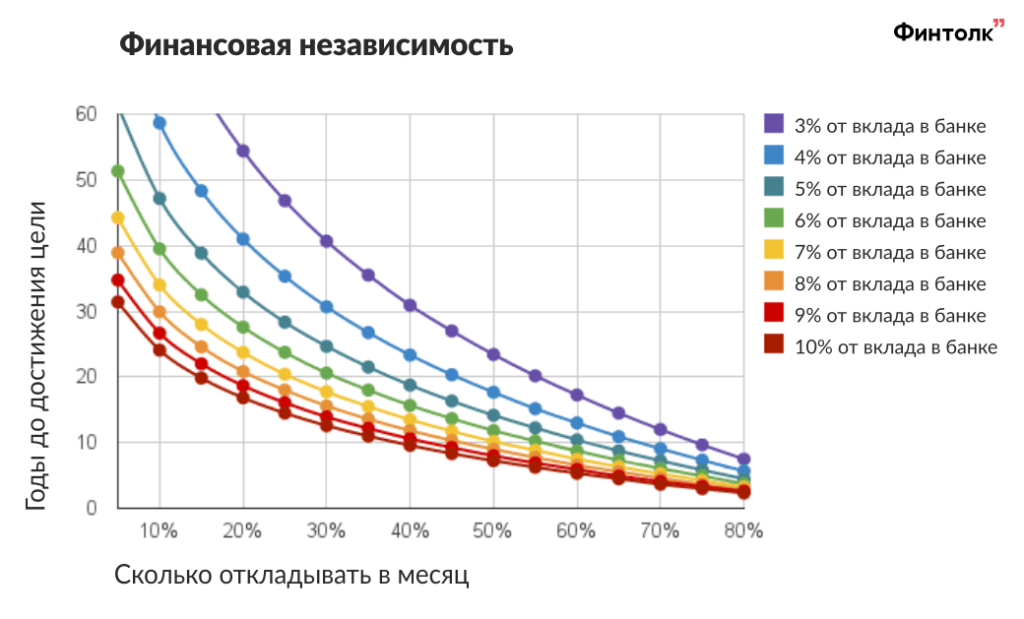 Финансовая независимость
Финтолк”
60
50
40
30
20
10
0
Годы до достижения цели
10%
20%
30%
40%
50%
60%
70%
80%
Сколько откладывать в месяц
3% от вклада в банке
4% от вклада в банке
5% от вклада в банке
6% от вклада в банке
7% от вклада в банке
8% от вклада в банке
9% от вклада в банке
10% от вклада в банке